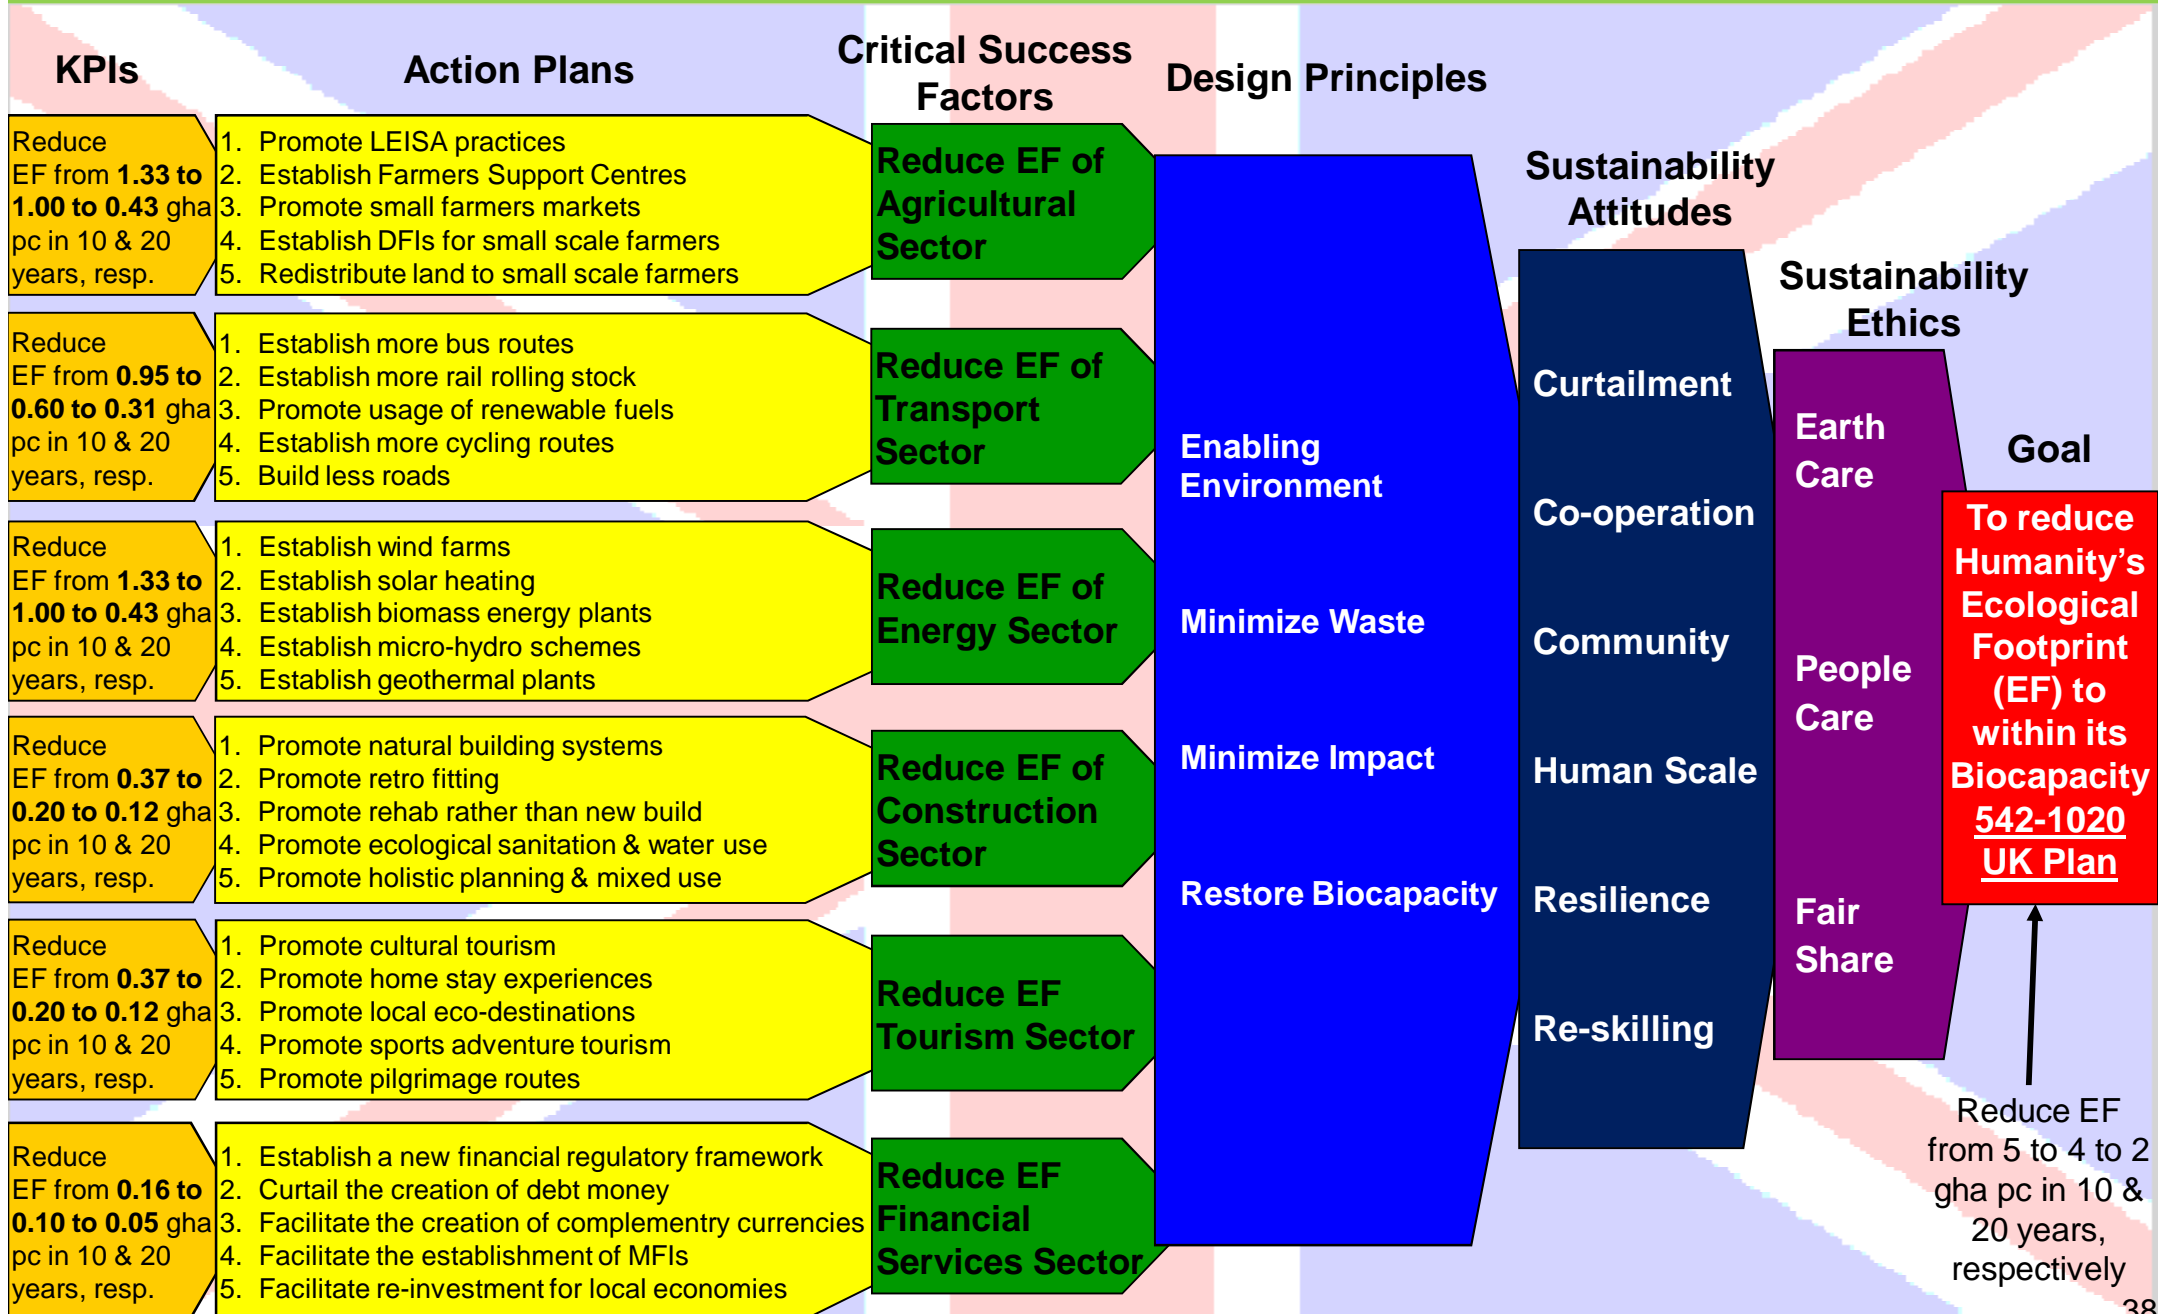 KPIs
Action Plans
Critical Success
Factors
Design Principles
Sustainability
Attitudes
Sustainability
Ethics
Goal
Reduce
EF from 1.33 to
1.00 to 0.43 gha
pc in 10 & 20
years, resp.
1. Promote LEISA practices
2. Establish Farmers Support Centres
3. Promote small farmers markets
4. Establish DFIs for small scale farmers
5. Redistribute land to small scale farmers
Reduce EF of
Agricultural
Sector
Reduce
EF from 0.95 to
0.60 to 0.31 gha
pc in 10 & 20
years, resp.
1. Establish more bus routes
2. Establish more rail rolling stock
3. Promote usage of renewable fuels
4. Establish more cycling routes
5. Build less roads
Reduce EF of
Transport
Sector
Reduce
EF from 1.33 to
1.00 to 0.43 gha
pc in 10 & 20
years, resp.
1. Establish wind farms
2. Establish solar heating
3. Establish biomass energy plants
4. Establish micro-hydro schemes
5. Establish geothermal plants
Reduce EF of
Energy Sector
Reduce
EF from 0.37 to
0.20 to 0.12 gha
pc in 10 & 20
years, resp.
1. Promote natural building systems
2. Promote retro fitting
3. Promote rehab rather than new build
4. Promote ecological sanitation & water use
5. Promote holistic planning & mixed use
Reduce EF of
Construction
Sector
Reduce
EF from 0.37 to
0.20 to 0.12 gha
pc in 10 & 20
years, resp.
1. Promote cultural tourism
2. Promote home stay experiences
3. Promote local eco-destinations
4. Promote sports adventure tourism
5. Promote pilgrimage routes
Reduce EF
Tourism Sector
Reduce
EF from 0.16 to
0.10 to 0.05 gha
pc in 10 & 20
years, resp.
1. Establish a new financial regulatory framework
2. Curtail the creation of debt money
3. Facilitate the creation of complementry currencies
4. Facilitate the establishment of MFIs
5. Facilitate re-investment for local economies
Reduce EF
Financial
Services Sector
Enabling
Environment
Minimize Waste
Minimize Impact
Restore Biocapacity
Curtailment
Co-operation
Community
Human Scale
Resilience
Re-skilling
Earth
Care
People
Care
Fair
Share
To reduce
Humanity’s
Ecological
Footprint
(EF) to
within its
Biocapacity
542-1020
UK Plan
Reduce EF
from 5 to 4 to 2
gha pc in 10 &
20 years,
respectively
38